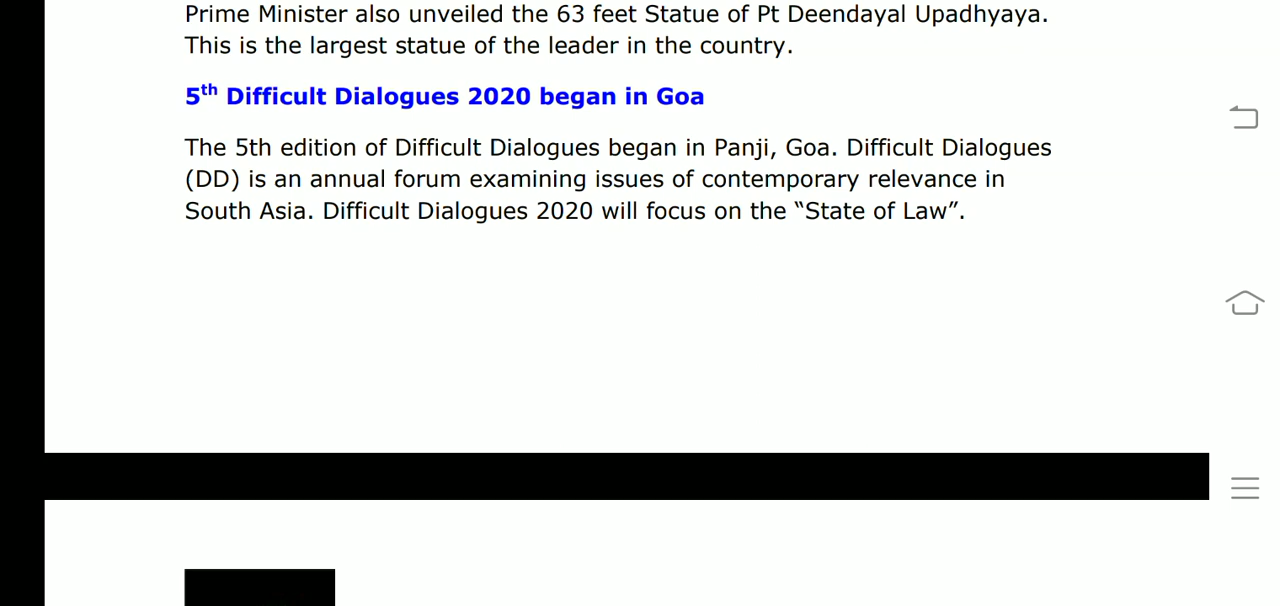 Prime Minister also unveiled the 63 feet Statue of Pt Deendayal Upadhyaya.
This is the largest statue of the leader in the country.
5th Difficult Dialogues 2020 began in Goa
The 5th edition of Difficult Dialogues began in Panji, Goa. Difficult Dialogues
(DD) is an annual forum examining issues of contemporary relevance in
South Asia. Difficult Dialogues 2020 will focus on the “State of Law”.